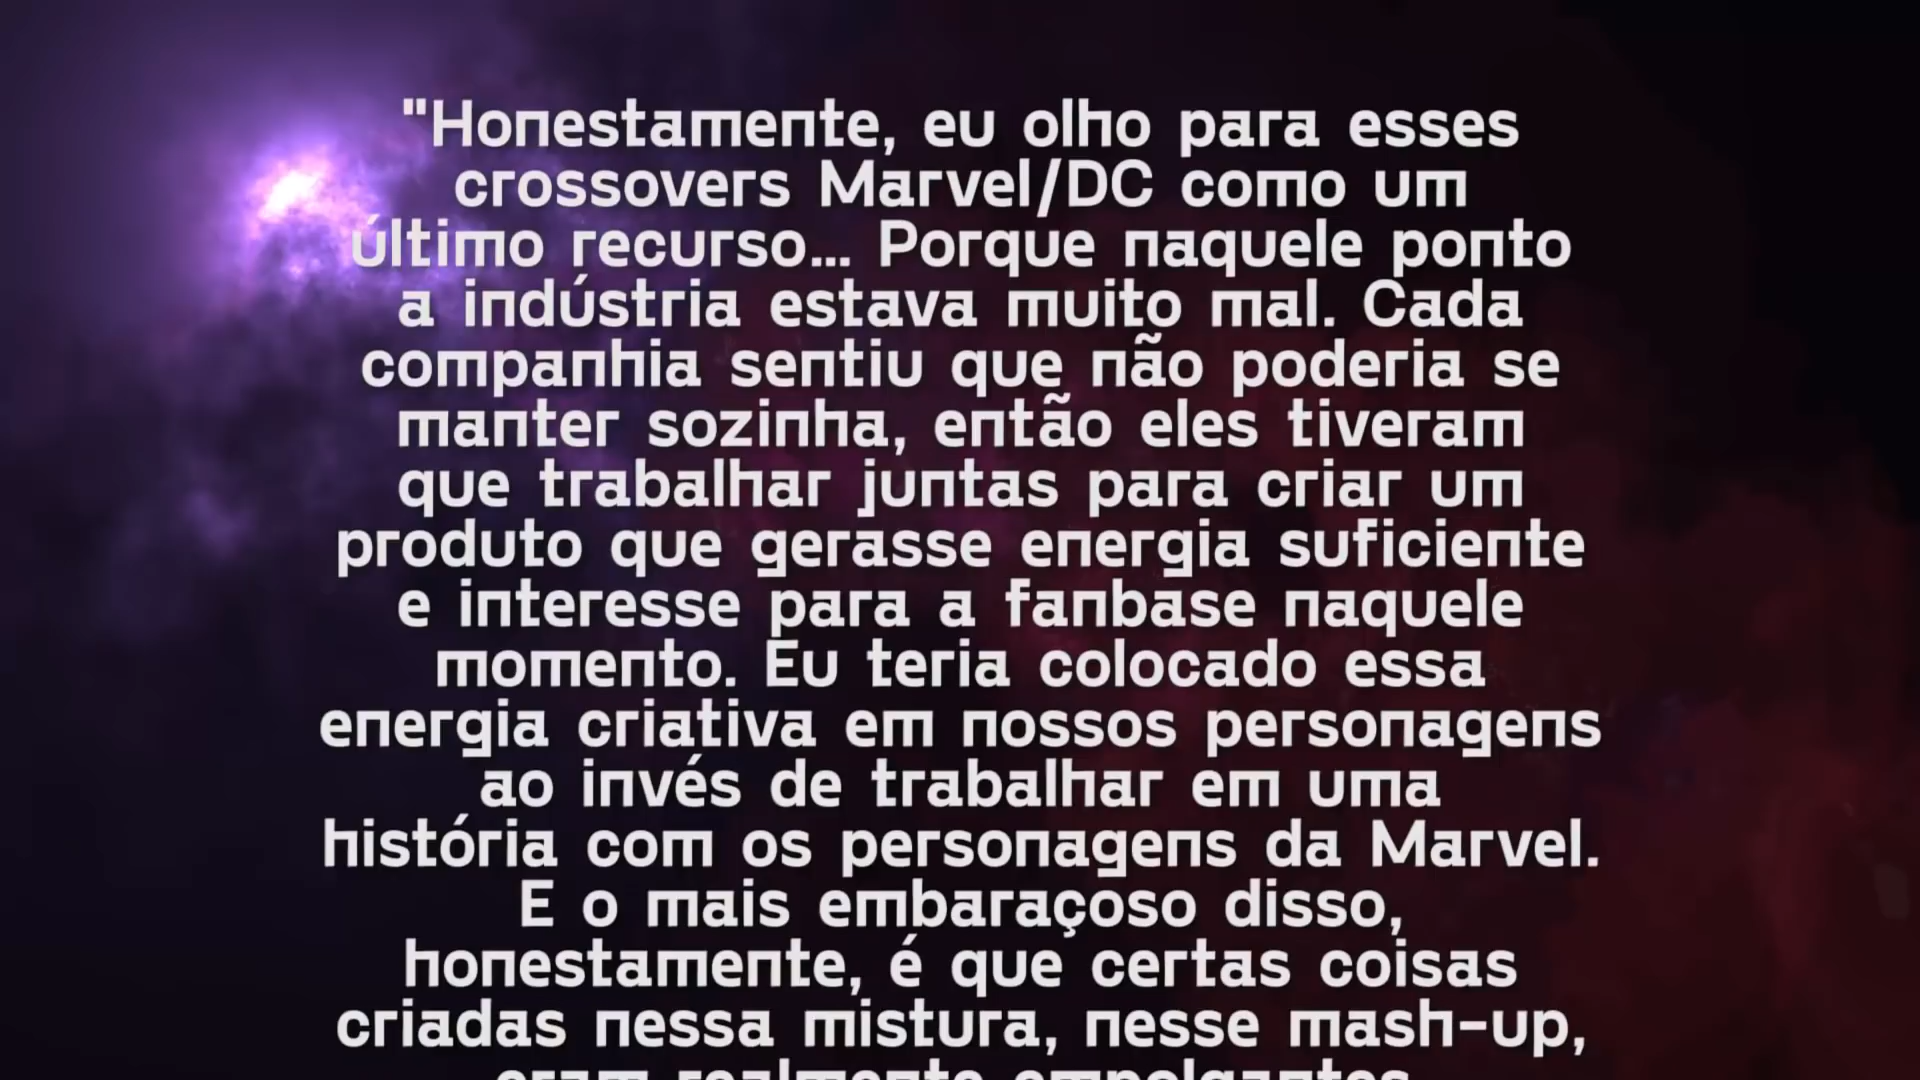 "Honestamente, eu olho para esses
crossovers Marvel/DC como um
último recurso... Porque naquele ponto
a indústria estava muito mal. Cada
companhia sentiu que não poderia se
manter sozinha, então eles tiveram
que trabalhar juntas para criar um
produto que gerasse energia suficiente
e interesse para a fanbase naquele
momento. Eu teria colocado essa
energia criativa em nossos personagens
ao invés de trabalhar em uma
história com os personagens da Marvel.
E o mais embaraçoso disso,
honestamente, é que certas coisas
criadas nessa mistura, nesse mash-up,
eram realmente empolgantes